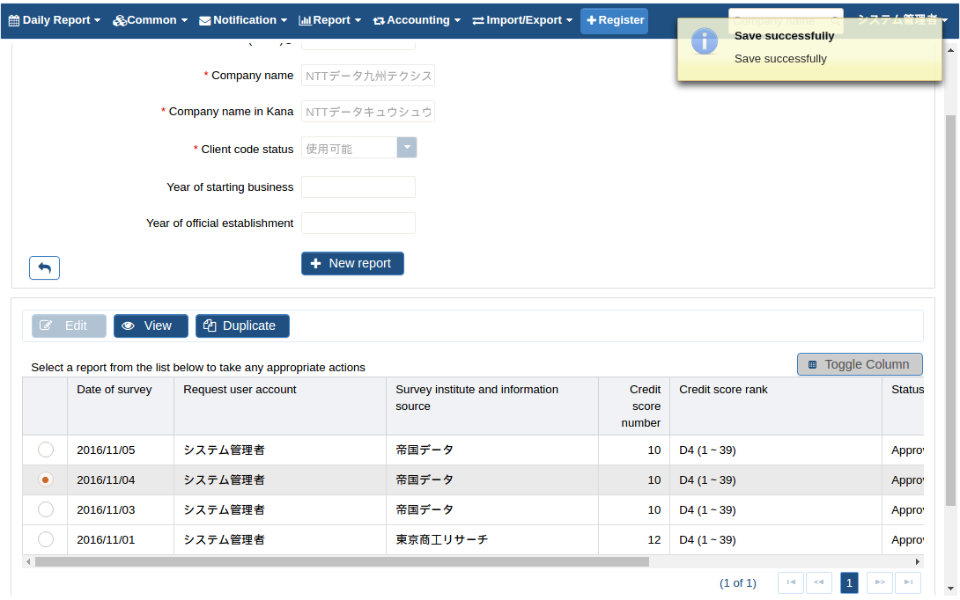 Daily Report Common Notification Report Accounting Import/Export Register システム管理者
Save successfully
Save successfully
* Company name NTTデータ九州テクシス
* Company name in Kana NTTデータキュウシュウ
* Client code status 使用可能
Year of starting business
Year of official establishment
New report
Edit View Duplicate
Select a report from the list below to take any appropriate actions
Toggle Column
Date of survey Request user account Survey institute and information Credit Credit score rank Status
source score
number
2016/11/05 システム管理者 帝国データ 10 D4 (1 ~ 39) Approv
2016/11/04 システム管理者 帝国データ 10 D4 (1 ~ 39) Approv
2016/11/03 システム管理者 帝国データ 10 D4 (1 ~ 39) Approv
2016/11/01 システム管理者 東京商工リサーチ 12 D4 (1 ~ 39) Approv
(1 of 1) 1